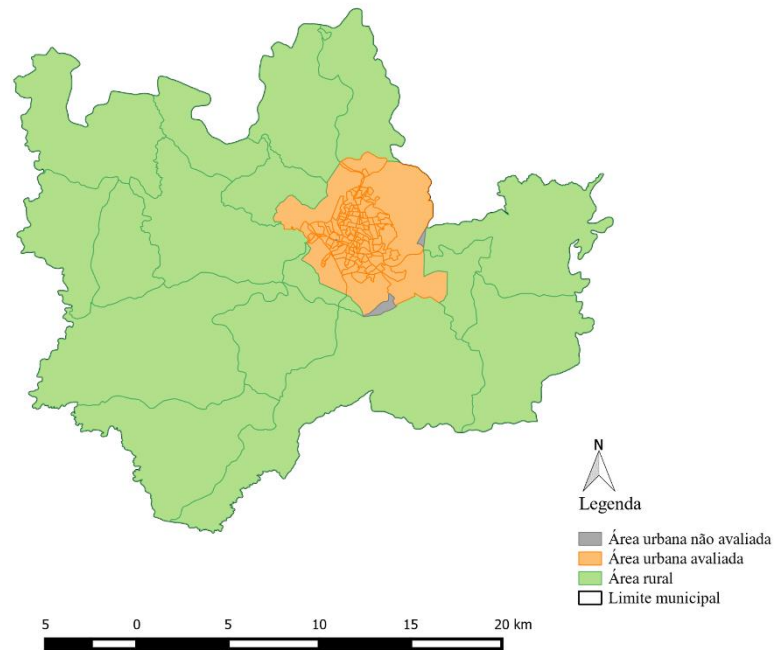 N
Legenda
Área urbana não avaliada
Área urbana avaliada
Área rural
Limite municipal
5 0 5 10 15 20 km